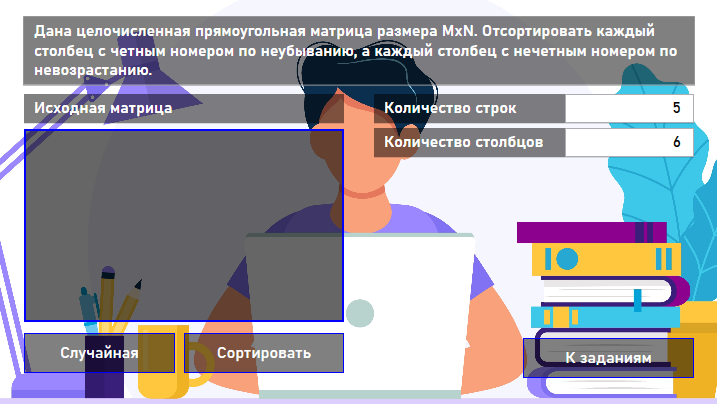 Дана целочисленная прямоугольная матрица размера MxN. Отсортировать каждый
столбец с четным номером по неубыванию, а каждый столбец с нечетным номером по
невозрастанию.
Исходная матрица
Количество строк 5
Количество столбцов 6
Случайная
Сортировать
К заданиям